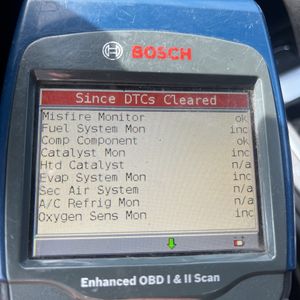 BOSCH
Since DTCs Cleared
Misfire Monitor ok
Fuel System Mon inc
Comp Component ok
Catalyst Mon inc
Htd Catalyst n/a
Evap System Mon inc
Sec Air System n/a
A/C Refrig Mon n/a
Oxygen Sens Mon inc
Enhanced OBD I & II Scan